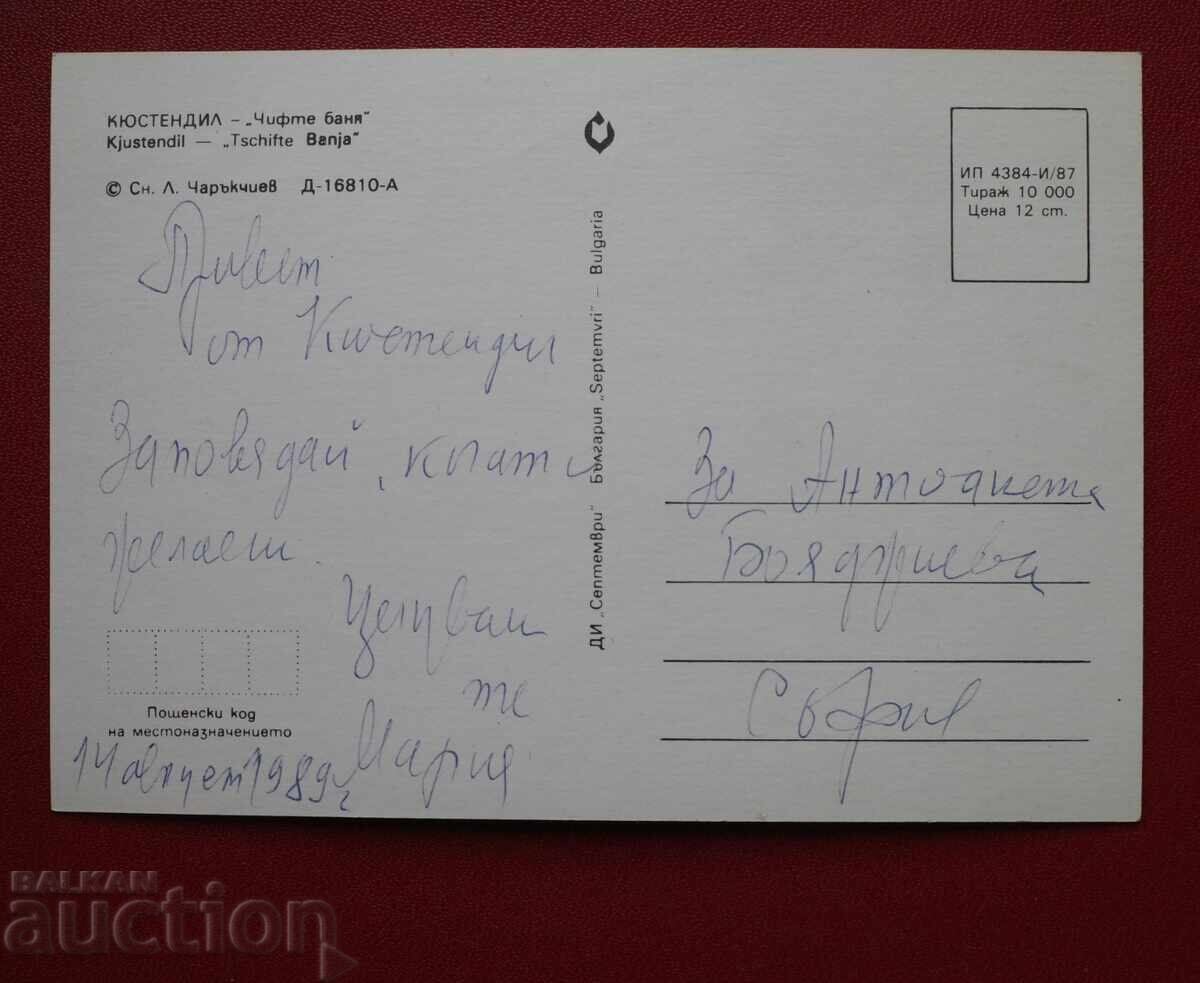 КЮСТЕНДИЛ – „Чифте баня"
Kjustendil — „Tschifte Banja"
© Сн. Л. Чаръкчиев Д-16810-А
Привет
от Кюстендил
Заповядай, когато
желаеш.
Целувам
те
Мария
14 август 1989 г
Пощенски код
на местоназначението
ДИ „Септември" България „Septemvri" – Bulgaria
ИП 4384-И/87
Тираж 10 000
Цена 12 ст.
За Антоанета
Бояджиева
София
BALKAN
auction